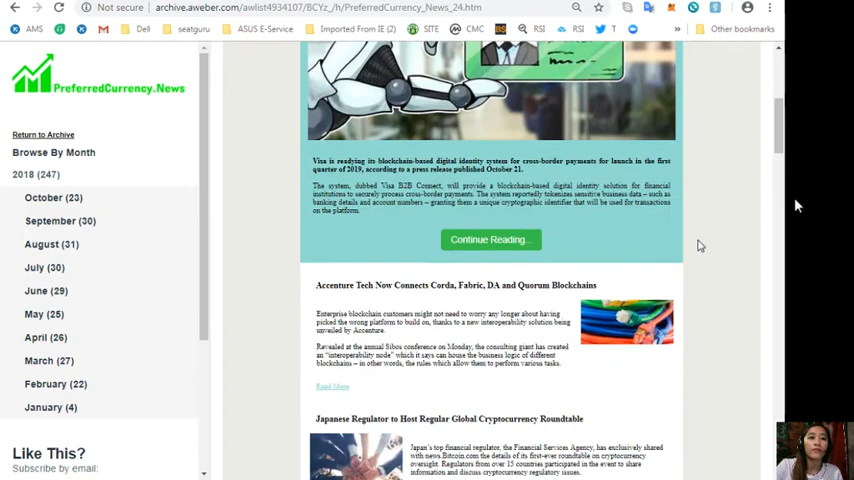 Not secure | archive.aweber.com/awlist4934107/BCYz_/h/PreferredCurrency_News_24.htm
AMS
Dell
seatguru
ASUS E-Service
Imported From IE (2)
SITE
CMC
BS
RSI
RSI
T
Other bookmarks
PreferredCurrency.News
Return to Archive
Browse By Month
2018 (247)
October (23)
September (30)
August (31)
July (30)
June (29)
May (25)
April (26)
March (27)
February (22)
January (4)
Like This?
Subscribe by email:
Visa is readying its blockchain-based digital identity system for cross-border payments for launch in the first
quarter of 2019, according to a press release published October 21.
The system, dubbed Visa B2B Connect, will provide a blockchain-based digital identity solution for financial
institutions to securely process cross-border payments. The system reportedly tokenizes sensitive business data – such as
banking details and account numbers – granting them a unique cryptographic identifier that will be used for transactions
on the platform.
Continue Reading...
Accenture Tech Now Connects Corda, Fabric, DA and Quorum Blockchains
Enterprise blockchain customers might not need to worry any longer about having
picked the wrong platform to build on, thanks to a new interoperability solution being
unveiled by Accenture.
Revealed at the annual Sibos conference on Monday, the consulting giant has created
an "interoperability node" which it says can house the business logic of different
blockchains – in other words, the rules which allow them to perform various tasks.
Read More
Japanese Regulator to Host Regular Global Cryptocurrency Roundtable
Japan's top financial regulator, the Financial Services Agency, has exclusively shared
with news.Bitcoin.com the details of its first-ever roundtable on cryptocurrency
oversight. Regulators from over 15 countries participated in the event to share
information and discuss cryptocurrency regulatory issues.